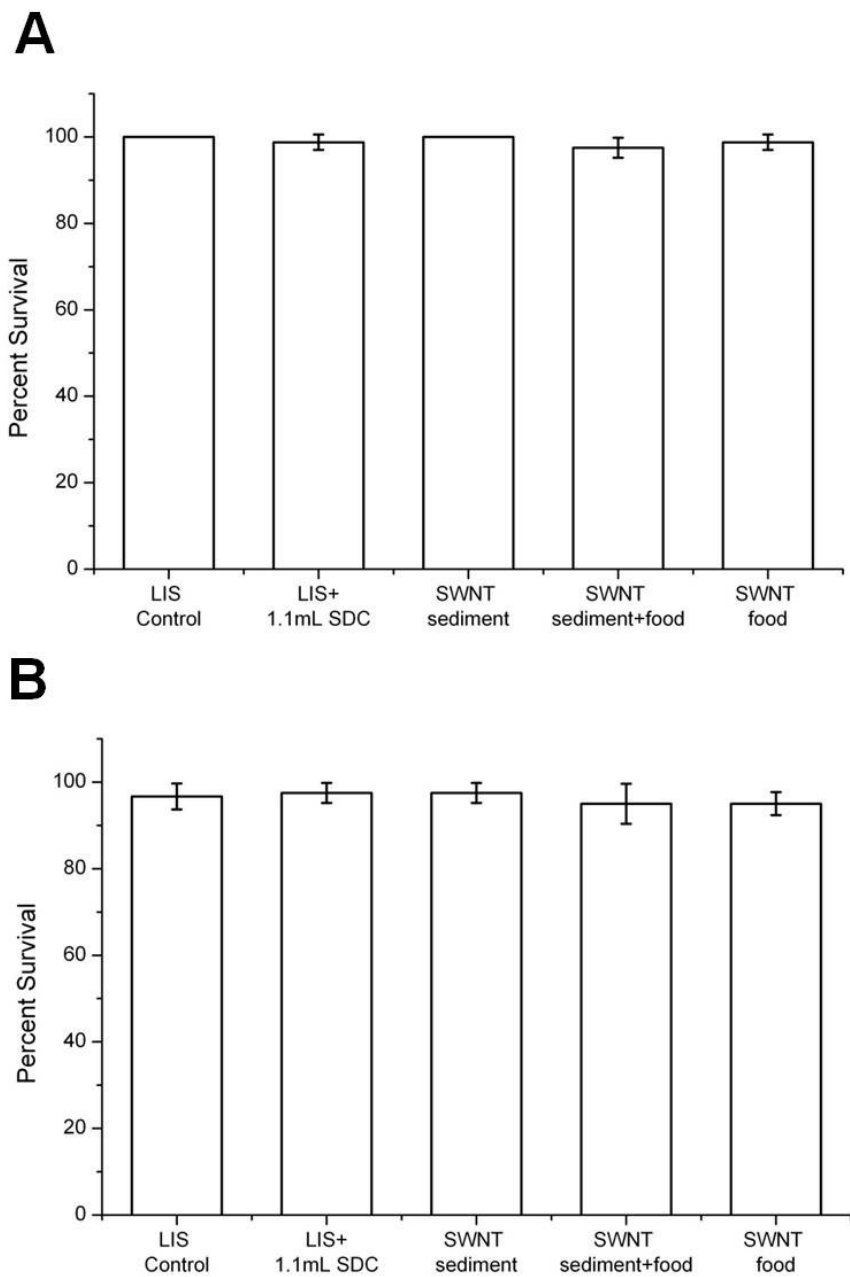 A
100
80
60
40
20
0
Percent Survival
LIS
Control
LIS+
1.1mL SDC
SWNT
sediment
SWNT
sediment+food
SWNT
food
B
100
80
60
40
20
0
Percent Survival
LIS
Control
LIS+
1.1mL SDC
SWNT
sediment
SWNT
sediment+food
SWNT
food